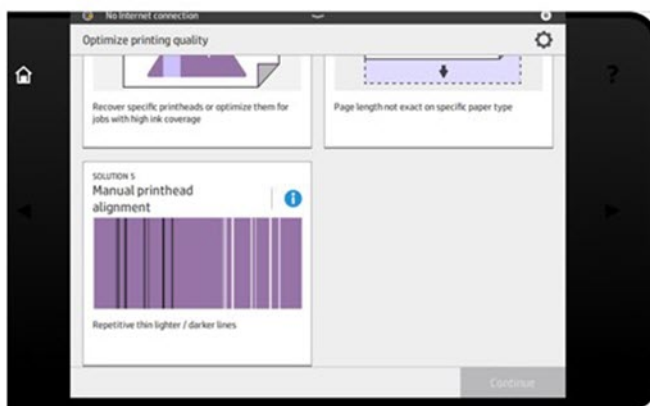 No Internet connection
Optimize printing quality
?
Recover specific printheads or optimize them for
jobs with high ink coverage
Page length not exact on specific paper type
SOLUTION 5
Manual printhead
alignment
i
Repetitive thin lighter / darker lines
Continue